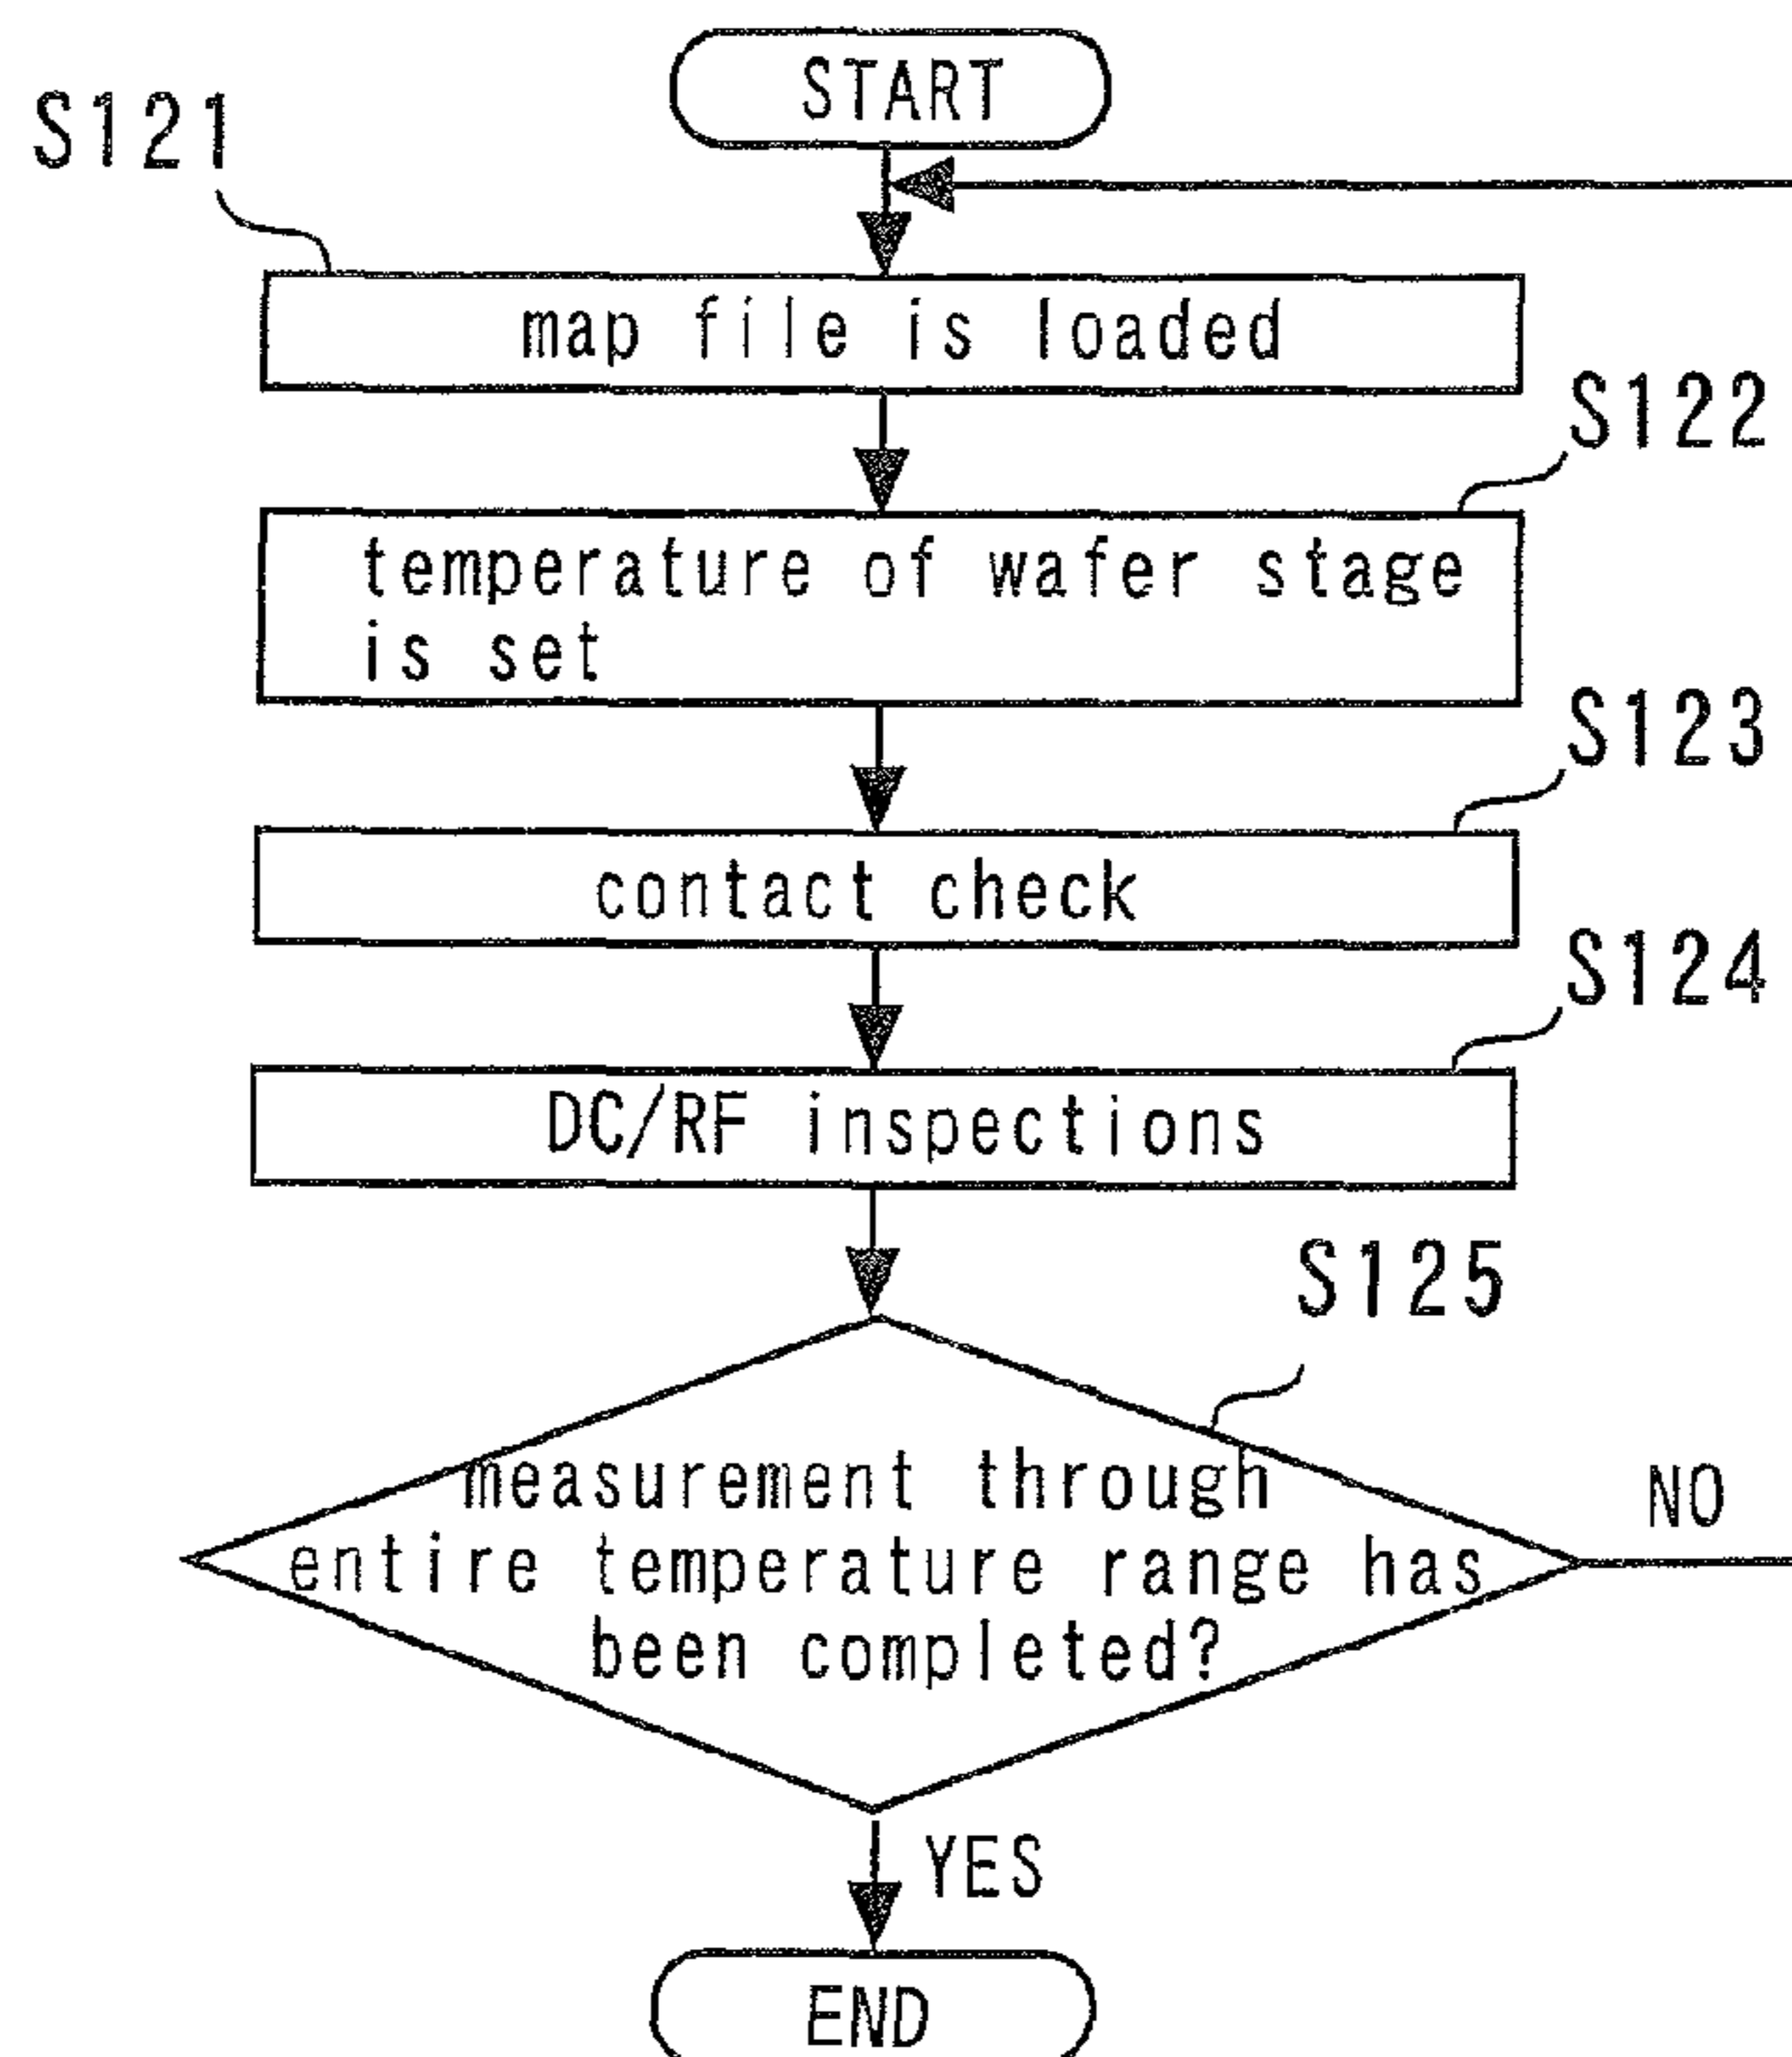 START
S121
map file is loaded
S122
temperature of wafer stage
is set
S123
contact check
S124
DC/RF inspections
S125
measurement through
entire temperature range has
been completed?
NO
YES
END